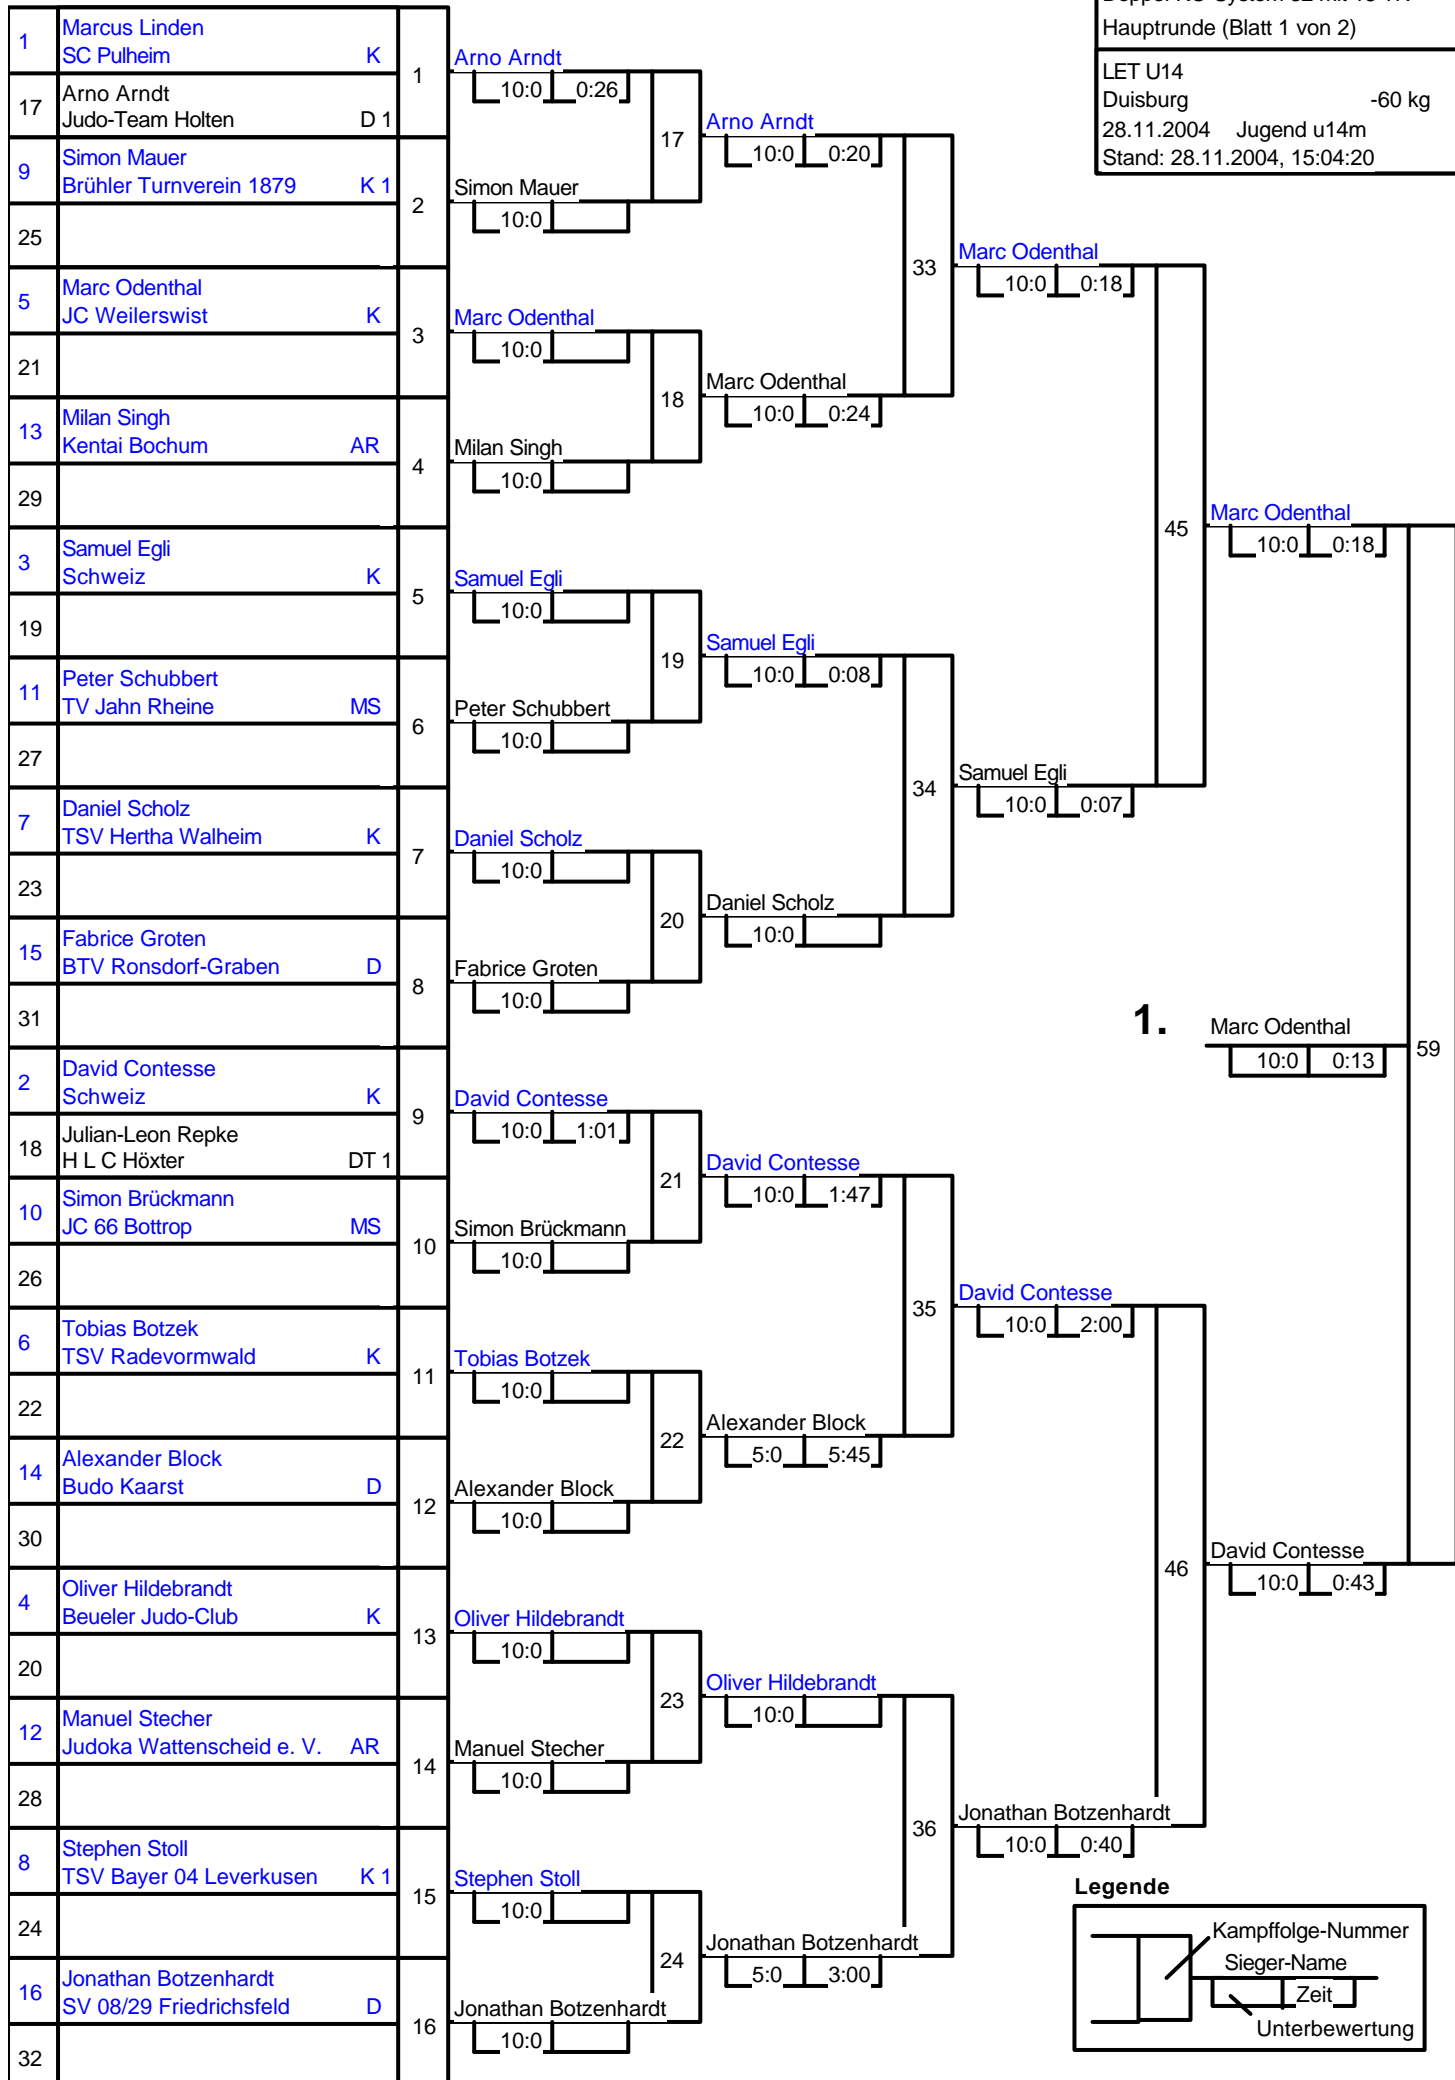 Hauptrunde (Blatt 1 von 2)
LET U14
Duisburg -60 kg
28.11.2004 Jugend u14m
Stand: 28.11.2004, 15:04:20
1 Marcus Linden
SC Pulheim K
17 Arno Arndt
Judo-Team Holten D 1
9 Simon Mauer
Brühler Turnverein 1879 K 1
25
5 Marc Odenthal
JC Weilerswist K
21
13 Milan Singh
Kentai Bochum AR
29
3 Samuel Egli
Schweiz K
19
11 Peter Schubbert
TV Jahn Rheine MS
27
7 Daniel Scholz
TSV Hertha Walheim K
23
15 Fabrice Groten
BTV Ronsdorf-Graben D
31
2 David Contesse
Schweiz K
18 Julian-Leon Repke
H L C Höxter DT 1
10 Simon Brückmann
JC 66 Bottrop MS
26
6 Tobias Botzek
TSV Radevormwald K
22
14 Alexander Block
Budo Kaarst D
30
4 Oliver Hildebrandt
Beueler Judo-Club K
20
12 Manuel Stecher
Judoka Wattenscheid e. V. AR
28
8 Stephen Stoll
TSV Bayer 04 Leverkusen K 1
24
16 Jonathan Botzenhardt
SV 08/29 Friedrichsfeld D
32
1 Arno Arndt
10:0 0:26
2 Simon Mauer
10:0
3 Marc Odenthal
10:0
4 Milan Singh
10:0
5 Samuel Egli
10:0
6 Peter Schubbert
10:0
7 Daniel Scholz
10:0
8 Fabrice Groten
10:0
9 David Contesse
10:0 1:01
10 Simon Brückmann
10:0
11 Tobias Botzek
10:0
12 Alexander Block
10:0
13 Oliver Hildebrandt
10:0
14 Manuel Stecher
10:0
15 Stephen Stoll
10:0
16 Jonathan Botzenhardt
10:0
17 Arno Arndt
10:0 0:20
18 Marc Odenthal
10:0 0:24
19 Samuel Egli
10:0 0:08
20 Daniel Scholz
10:0
21 David Contesse
10:0 1:47
22 Alexander Block
5:0 5:45
23 Oliver Hildebrandt
10:0
24 Jonathan Botzenhardt
5:0 3:00
33 Marc Odenthal
10:0 0:18
34 Samuel Egli
10:0 0:07
35 David Contesse
10:0 2:00
36 Jonathan Botzenhardt
10:0 0:40
45 Marc Odenthal
10:0 0:18
46 David Contesse
10:0 0:43
1. Marc Odenthal 59
10:0 0:13
Legende
Kampffolge-Nummer
Sieger-Name
Zeit
Unterbewertung